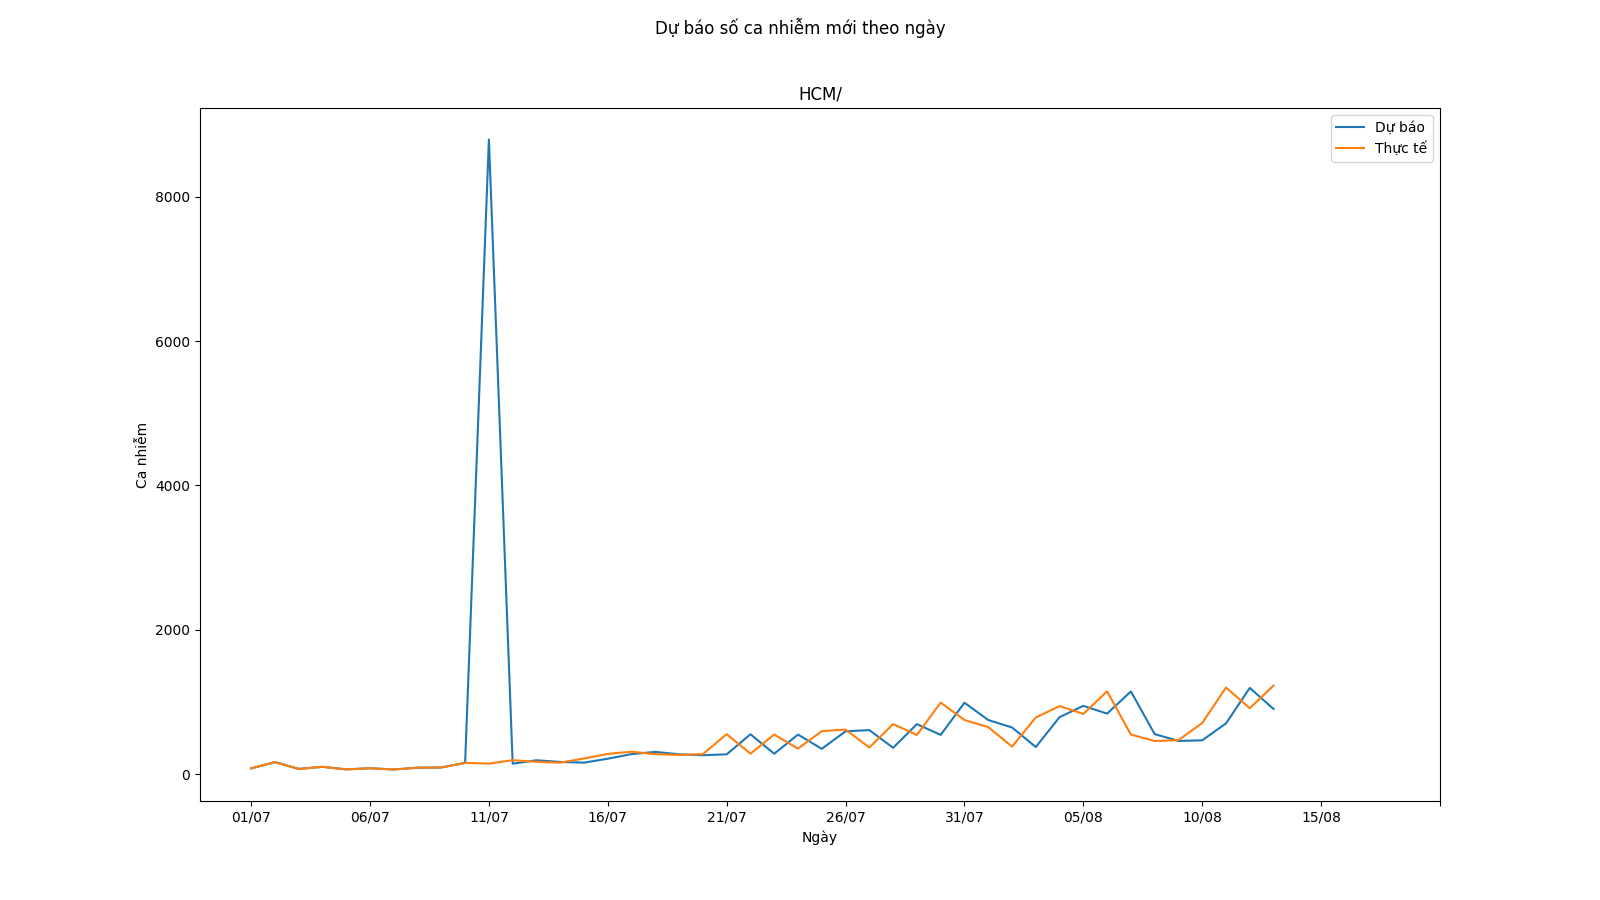 Dự báo số ca nhiễm mới theo ngày
HCM/
Dự báo
Thực tế
8000
6000
4000
2000
0
Ca nhiễm
01/07 06/07 11/07 16/07 21/07 26/07 31/07 05/08 10/08 15/08
Ngày